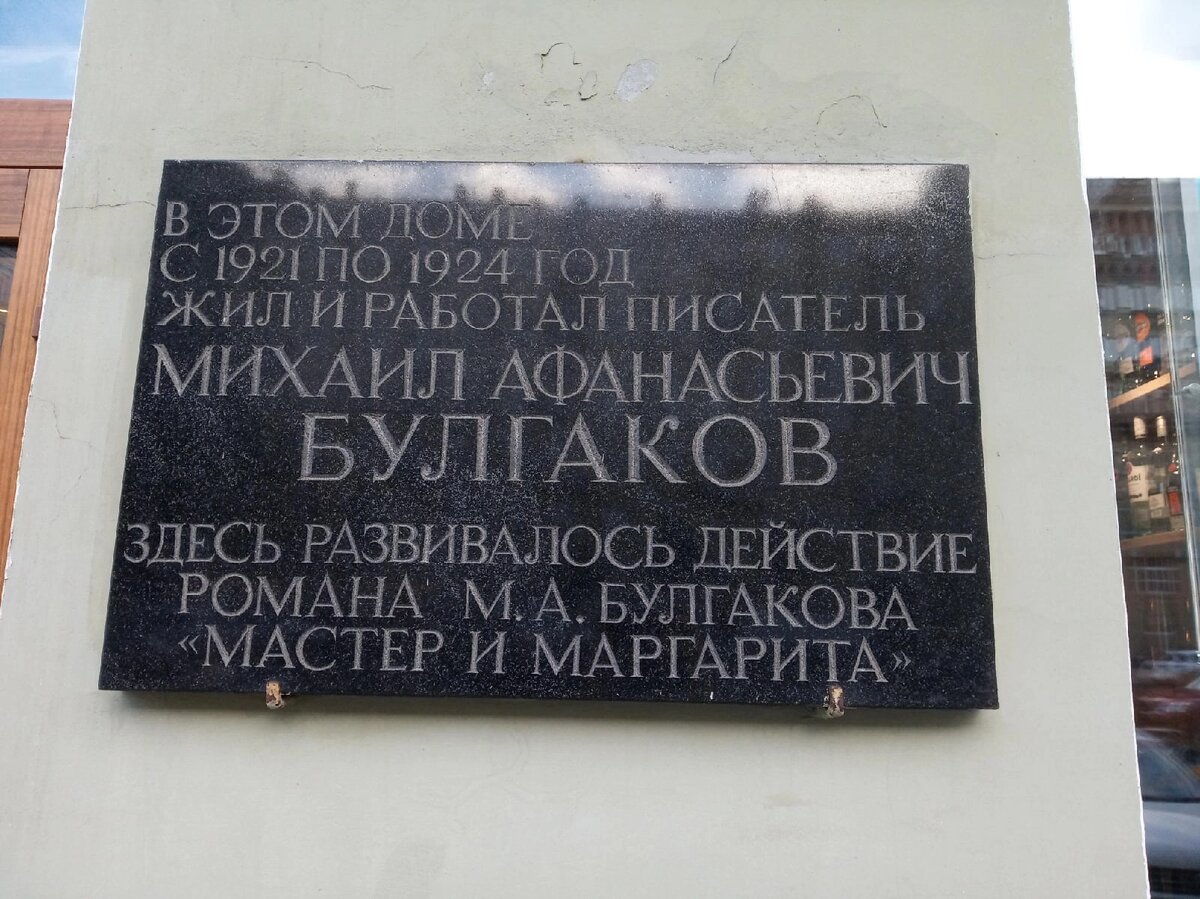 В ЭТОМ ДОМЕ
С 1921 ПО 1924 ГОД
ЖИЛ И РАБОТАЛ ПИСАТЕЛЬ
МИХАИЛ АФАНАСЬЕВИЧ
БУЛГАКОВ
ЗДЕСЬ РАЗВИВАЛОСЬ ДЕЙСТВИЕ
РОМАНА М.А. БУЛГАКОВА
«МАСТЕР И МАРГАРИТА»